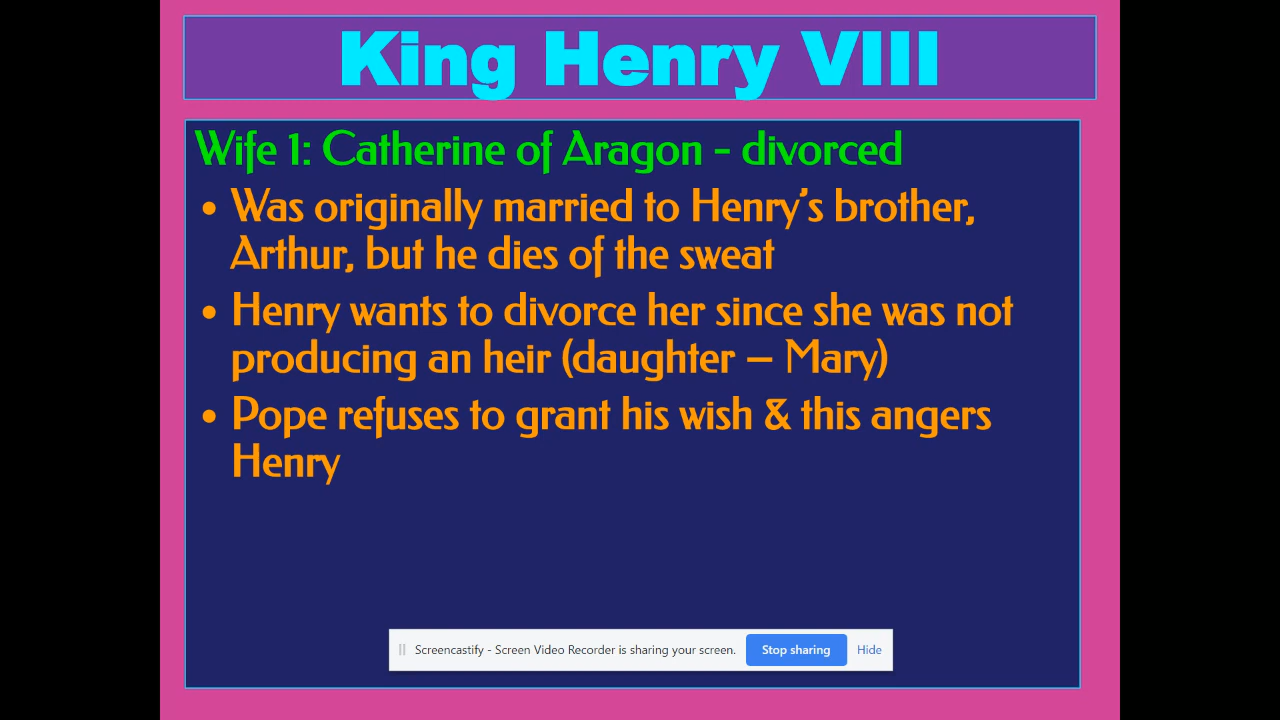 King Henry VIII
Wife 1: Catherine of Aragon - divorced
• Was originally married to Henry's brother,
Arthur, but he dies of the sweat
• Henry wants to divorce her since she was not
producing an heir (daughter – Mary)
• Pope refuses to grant his wish & this angers
Henry
Screencastify - Screen Video Recorder is sharing your screen. Stop sharing Hide